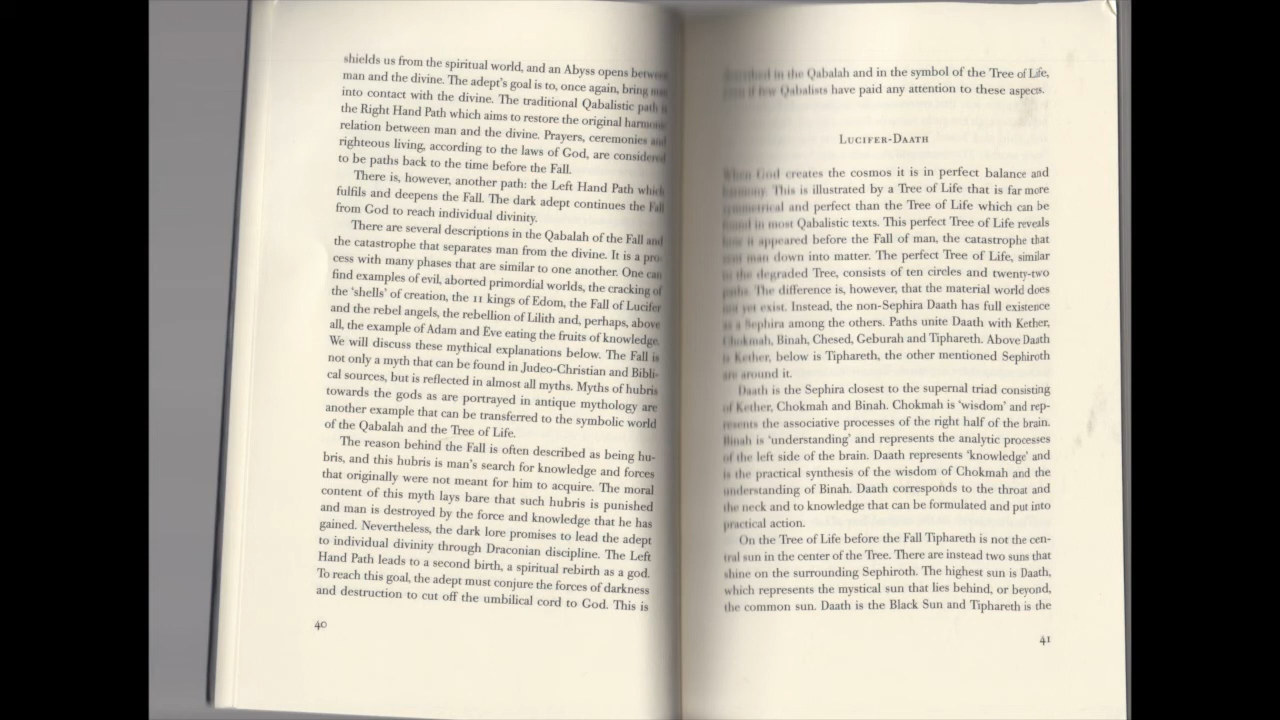 shields us from the spiritual world, and an Abyss opens between
man and the divine. The adept's goal is to, once again, bring man
into contact with the divine. The traditional Qabalistic path is
the Right Hand Path which aims to restore the original harmonic
relation between man and the divine. Prayers, ceremonies and
righteous living, according to the laws of God, are considered
to be paths back to the time before the Fall.
There is, however, another path: the Left Hand Path which
fulfils and deepens the Fall. The dark adept continues the Fall
from God to reach individual divinity.
There are several descriptions in the Qabalah of the Fall and
the catastrophe that separates man from the divine. It is a pro-
cess with many phases that are similar to one another. One can
find examples of evil, aborted primordial worlds, the cracking of
the 'shells' of creation, the 11 kings of Edom, the Fall of Lucifer
and the rebel angels, the rebellion of Lilith and, perhaps, above
all, the example of Adam and Eve eating the fruits of knowledge.
We will discuss these mythical explanations below. The Fall is
not only a myth that can be found in Judeo-Christian and Bibli-
cal sources, but is reflected in almost all myths. Myths of hubris
towards the gods as are portrayed in antique mythology are
another example that can be transferred to the symbolic world
of the Qabalah and the Tree of Life.
The reason behind the Fall is often described as being hu-
bris, and this hubris is man's search for knowledge and forces
that originally were not meant for him to acquire. The moral
content of this myth lays bare that such hubris is punished
and man is destroyed by the force and knowledge that he has
gained. Nevertheless, the dark lore promises to lead the adept
to individual divinity through Draconian discipline. The Left
Hand Path leads to a second birth, a spiritual rebirth as a god.
To reach this goal, the adept must conjure the forces of darkness
and destruction to cut off the umbilical cord to God. This is
40
in the Qabalah and in the symbol of the Tree of Life,
even if few Qabalists have paid any attention to these aspects.
LUCIFER-DAATH
When God creates the cosmos it is in perfect balance and
harmony. This is illustrated by a Tree of Life that is far more
symmetrical and perfect than the Tree of Life which can be
found in most Qabalistic texts. This perfect Tree of Life reveals
how it appeared before the Fall of man, the catastrophe that
man down into matter. The perfect Tree of Life, similar
to the degraded Tree, consists of ten circles and twenty-two
paths. The difference is, however, that the material world does
not yet exist. Instead, the non-Sephira Daath has full existence
as a Sephira among the others. Paths unite Daath with Kether,
Chokmah, Binah, Chesed, Geburah and Tiphareth. Above Daath
is Kether, below is Tiphareth, the other mentioned Sephiroth
are around it.
Daath is the Sephira closest to the supernal triad consisting
of Kether, Chokmah and Binah. Chokmah is 'wisdom' and rep-
resents the associative processes of the right half of the brain.
Binah is 'understanding' and represents the analytic processes
of the left side of the brain. Daath represents 'knowledge' and
is the practical synthesis of the wisdom of Chokmah and the
understanding of Binah. Daath corresponds to the throat and
the neck and to knowledge that can be formulated and put into
practical action.
On the Tree of Life before the Fall Tiphareth is not the cen-
tral sun in the center of the Tree. There are instead two suns that
shine on the surrounding Sephiroth. The highest sun is Daath,
which represents the mystical sun that lies behind, or beyond,
the common sun. Daath is the Black Sun and Tiphareth is the
41